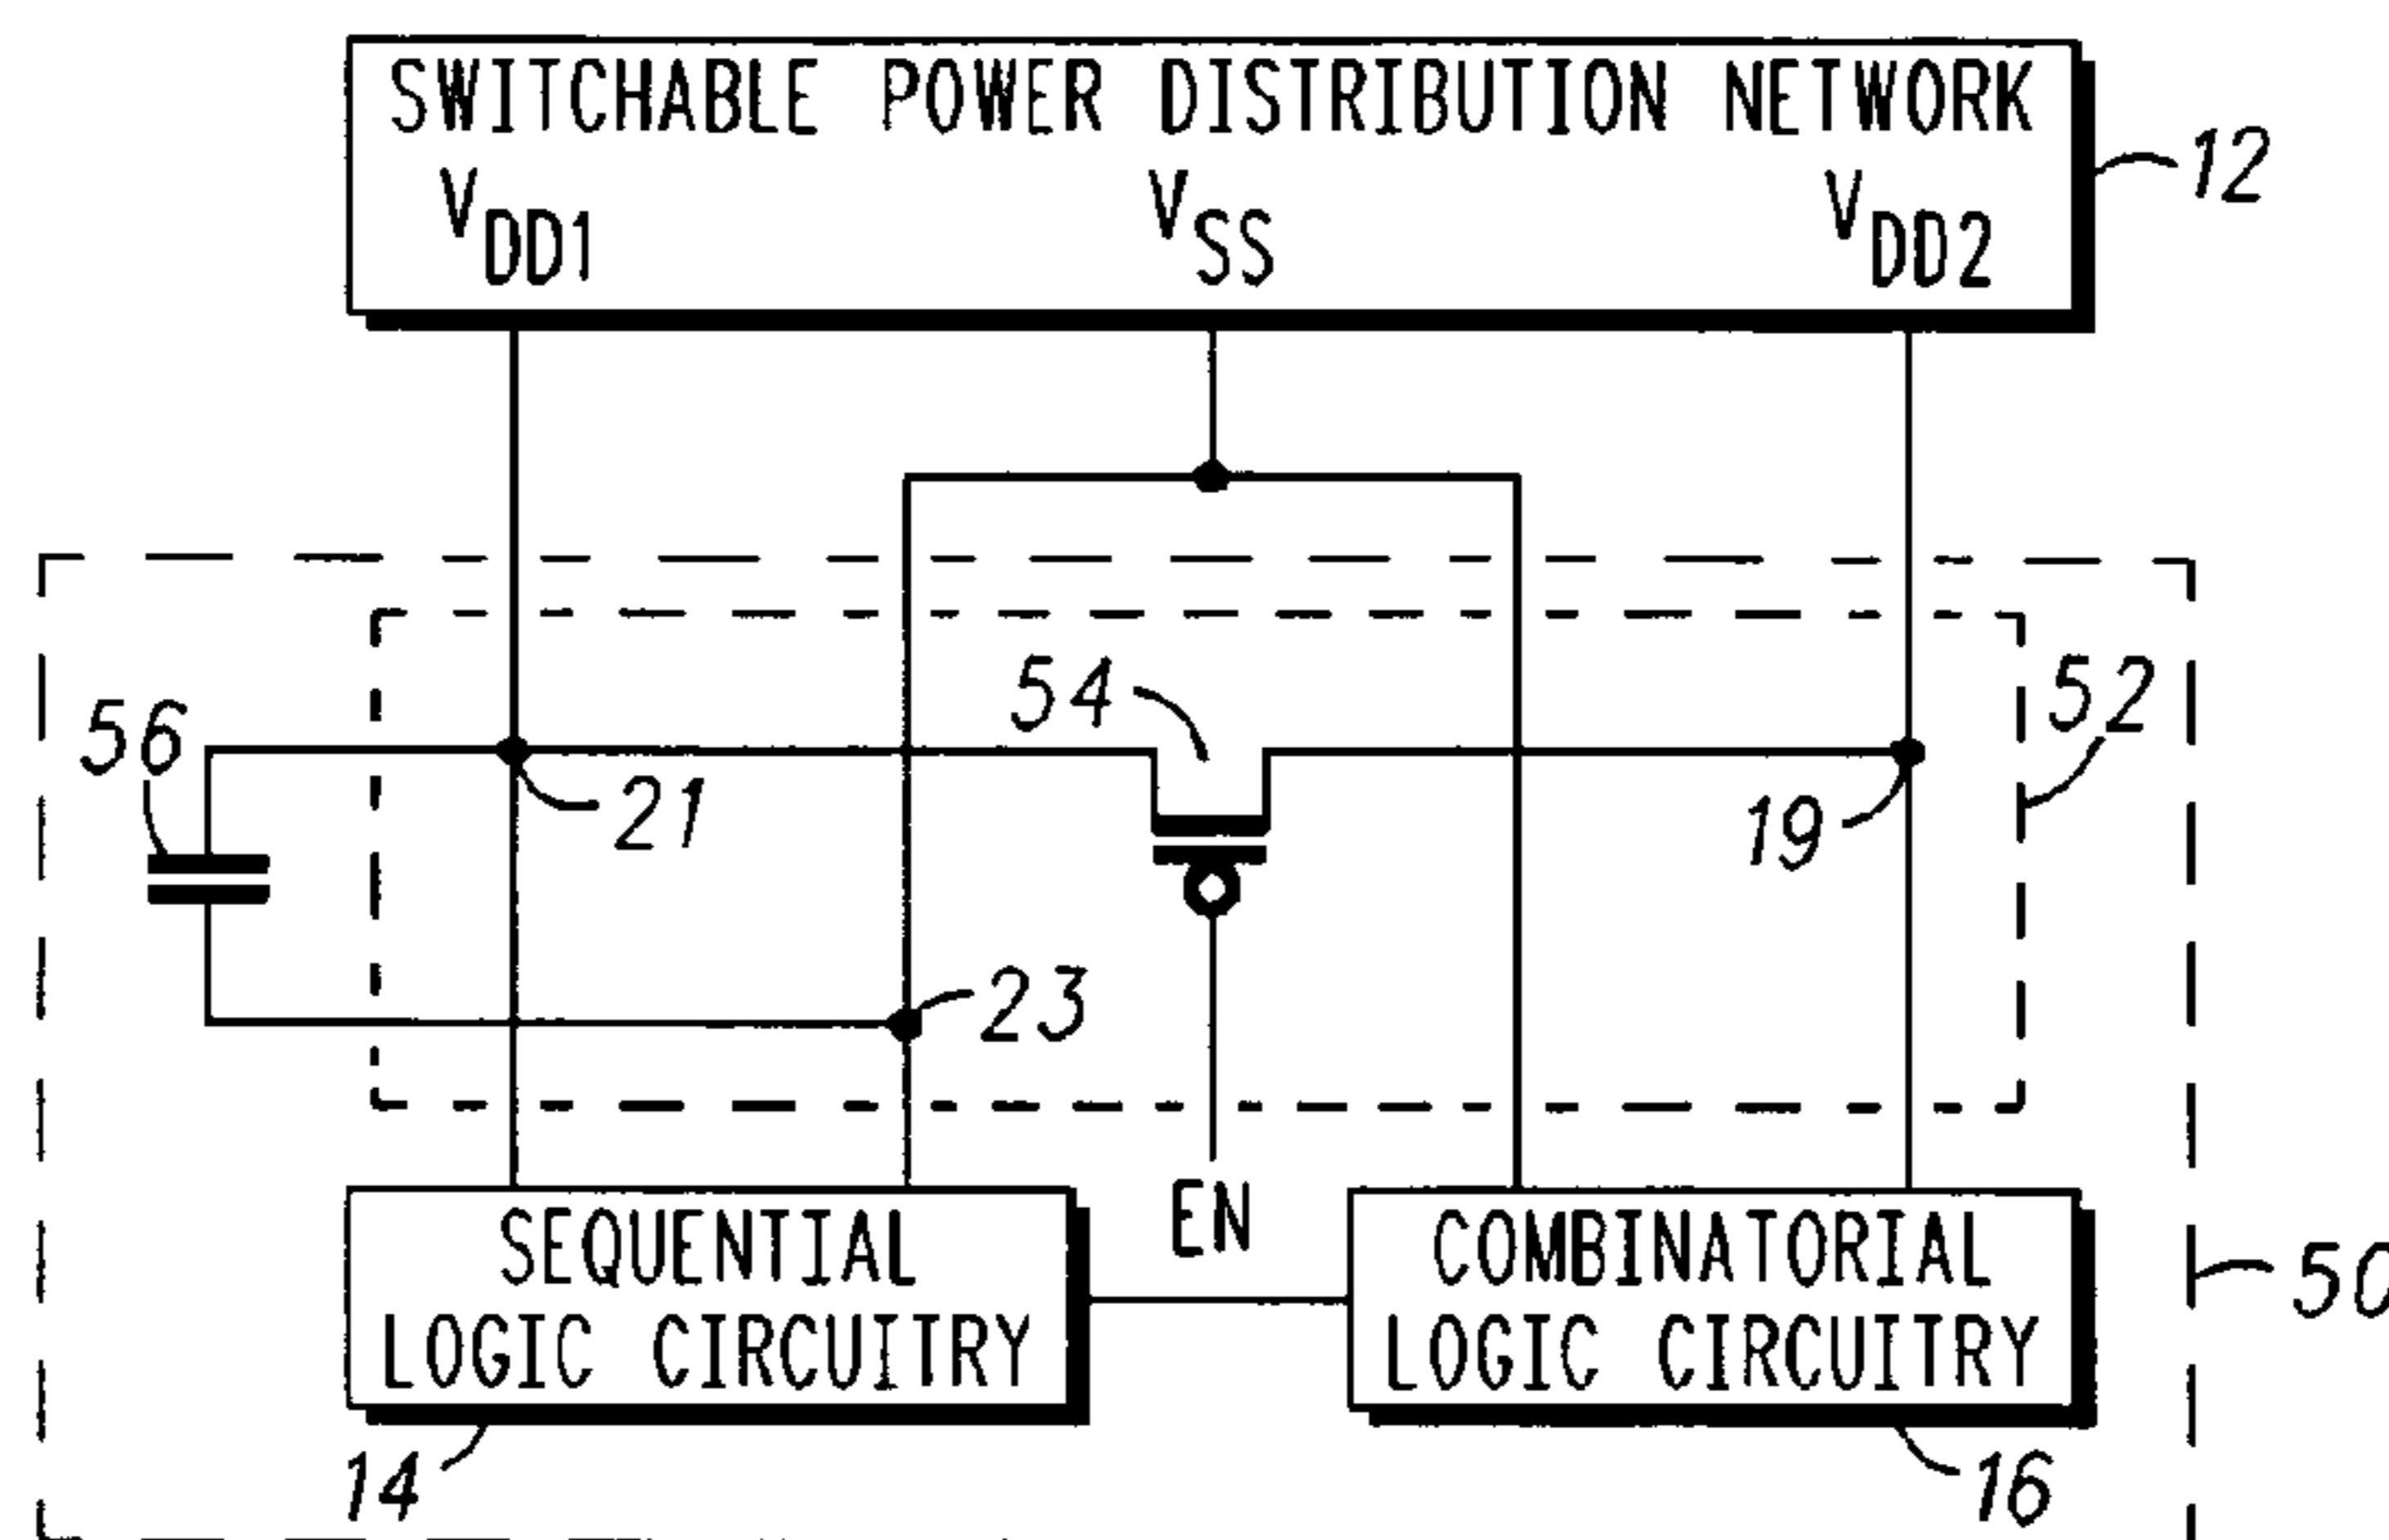 SWITCHABLE POWER DISTRIBUTION NETWORK
VDD1 VSS VDD2
12
54
52
56
21
19
23
EN
SEQUENTIAL
LOGIC CIRCUITRY
COMBINATORIAL
LOGIC CIRCUITRY
50
14
16